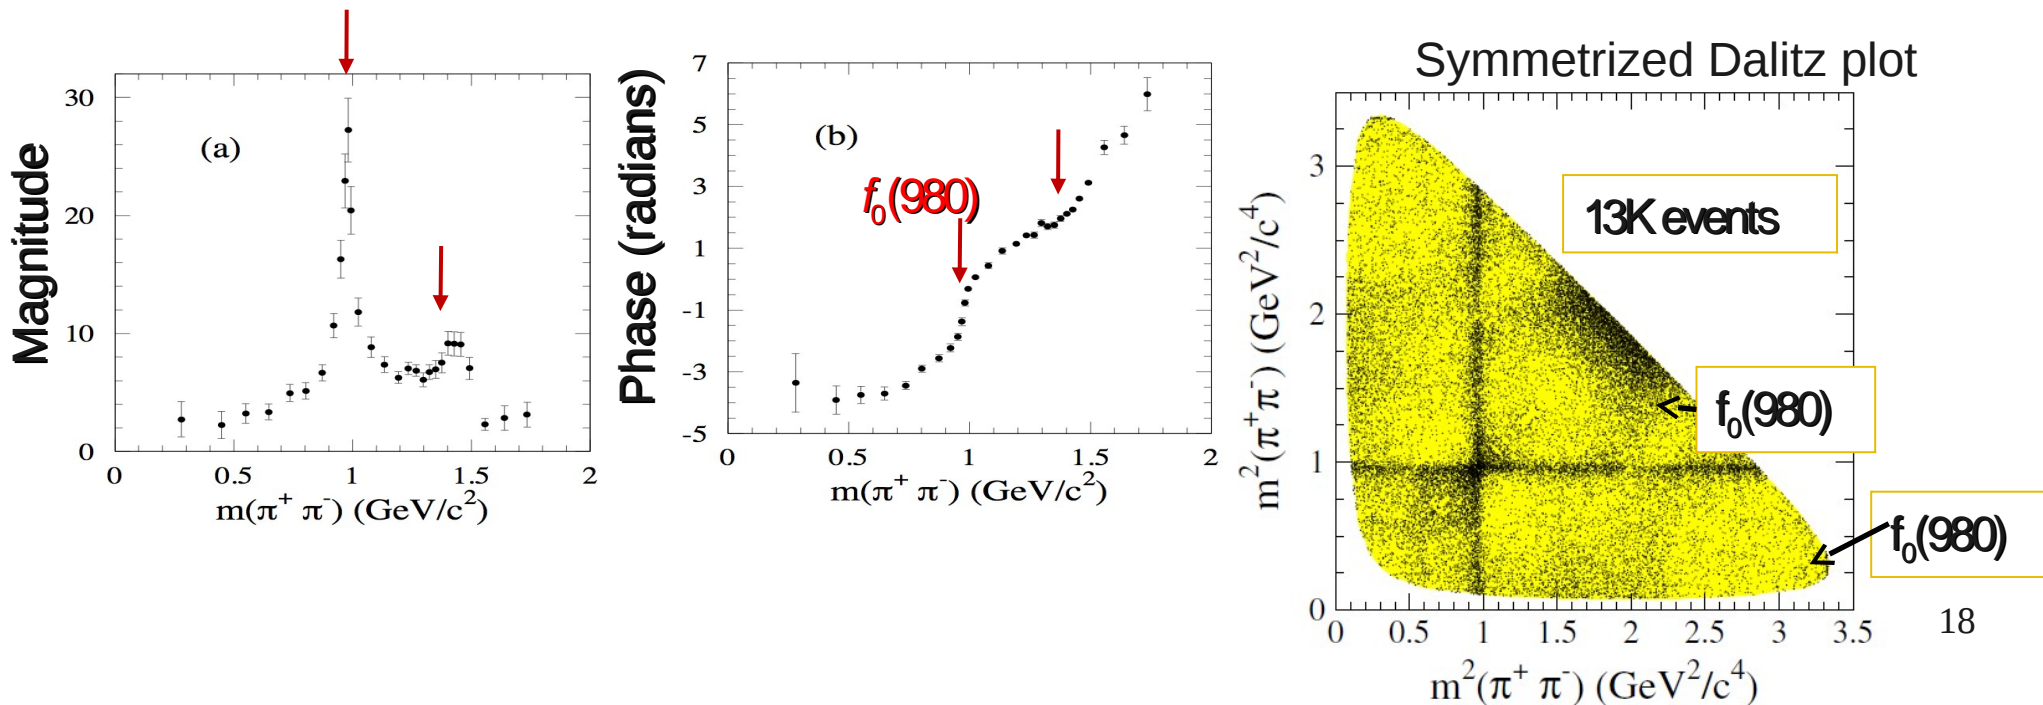 Magnitude
30
20
10
0
(a)
0 0.5 1 1.5 2
m(π⁺ π⁻) (GeV/c²)
Phase (radians)
7
5
3
1
-1
-3
-5
(b)
f₀(980)
0 0.5 1 1.5 2
m(π⁺ π⁻) (GeV/c²)
Symmetrized Dalitz plot
m²(π⁺ π⁻) (GeV²/c⁴)
3
2
1
0
13K events
f₀(980)
f₀(980)
0 0.5 1 1.5 2 2.5 3 3.5
m²(π⁺ π⁻) (GeV²/c⁴)
18